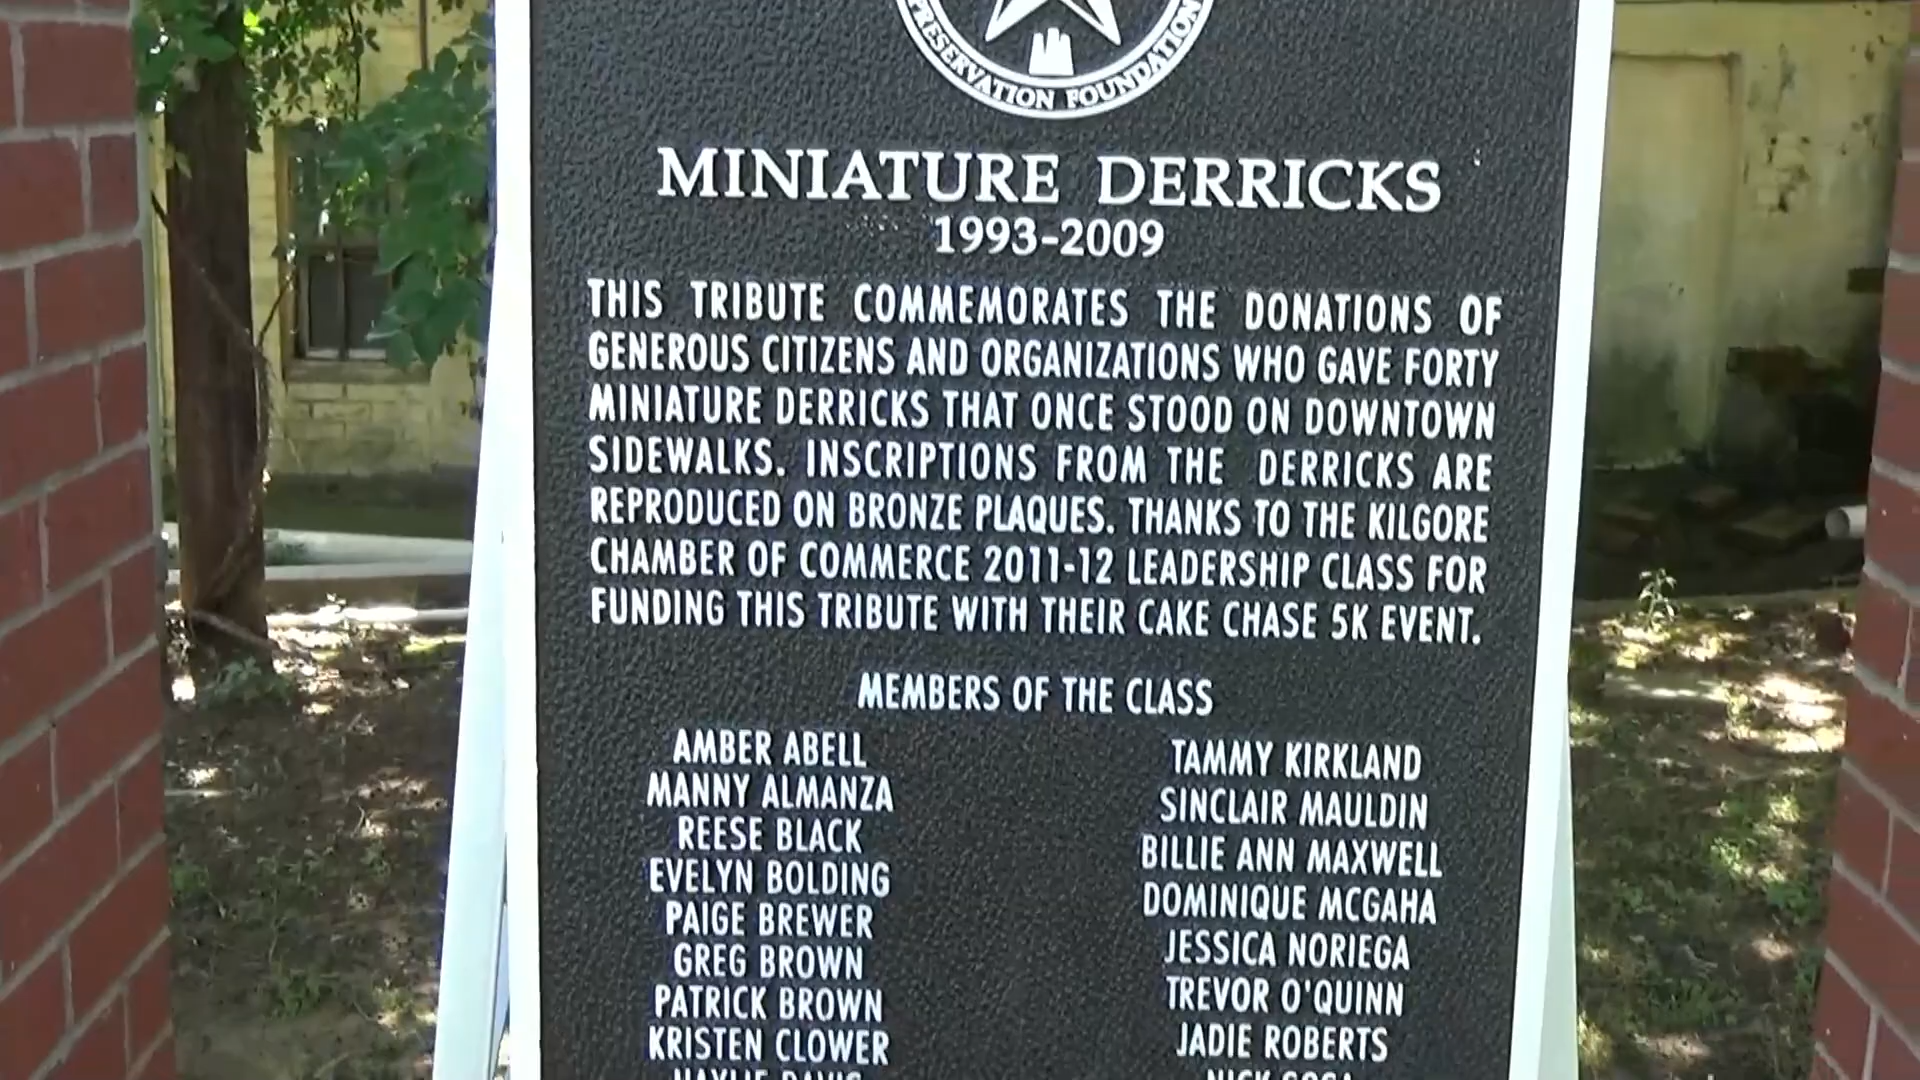 PRESERVATION FOUNDATION
MINIATURE DERRICKS
1993-2009
THIS TRIBUTE COMMEMORATES THE DONATIONS OF
GENEROUS CITIZENS AND ORGANIZATIONS WHO GAVE FORTY
MINIATURE DERRICKS THAT ONCE STOOD ON DOWNTOWN
SIDEWALKS. INSCRIPTIONS FROM THE DERRICKS ARE
REPRODUCED ON BRONZE PLAQUES. THANKS TO THE KILGORE
CHAMBER OF COMMERCE 2011-12 LEADERSHIP CLASS FOR
FUNDING THIS TRIBUTE WITH THEIR CAKE CHASE 5K EVENT.
MEMBERS OF THE CLASS
AMBER ABELL
MANNY ALMANZA
REESE BLACK
EVELYN BOLDING
PAIGE BREWER
GREG BROWN
PATRICK BROWN
KRISTEN CLOWER
TAMMY KIRKLAND
SINCLAIR MAULDIN
BILLIE ANN MAXWELL
DOMINIQUE MCGAHA
JESSICA NORIEGA
TREVOR O'QUINN
JADIE ROBERTS